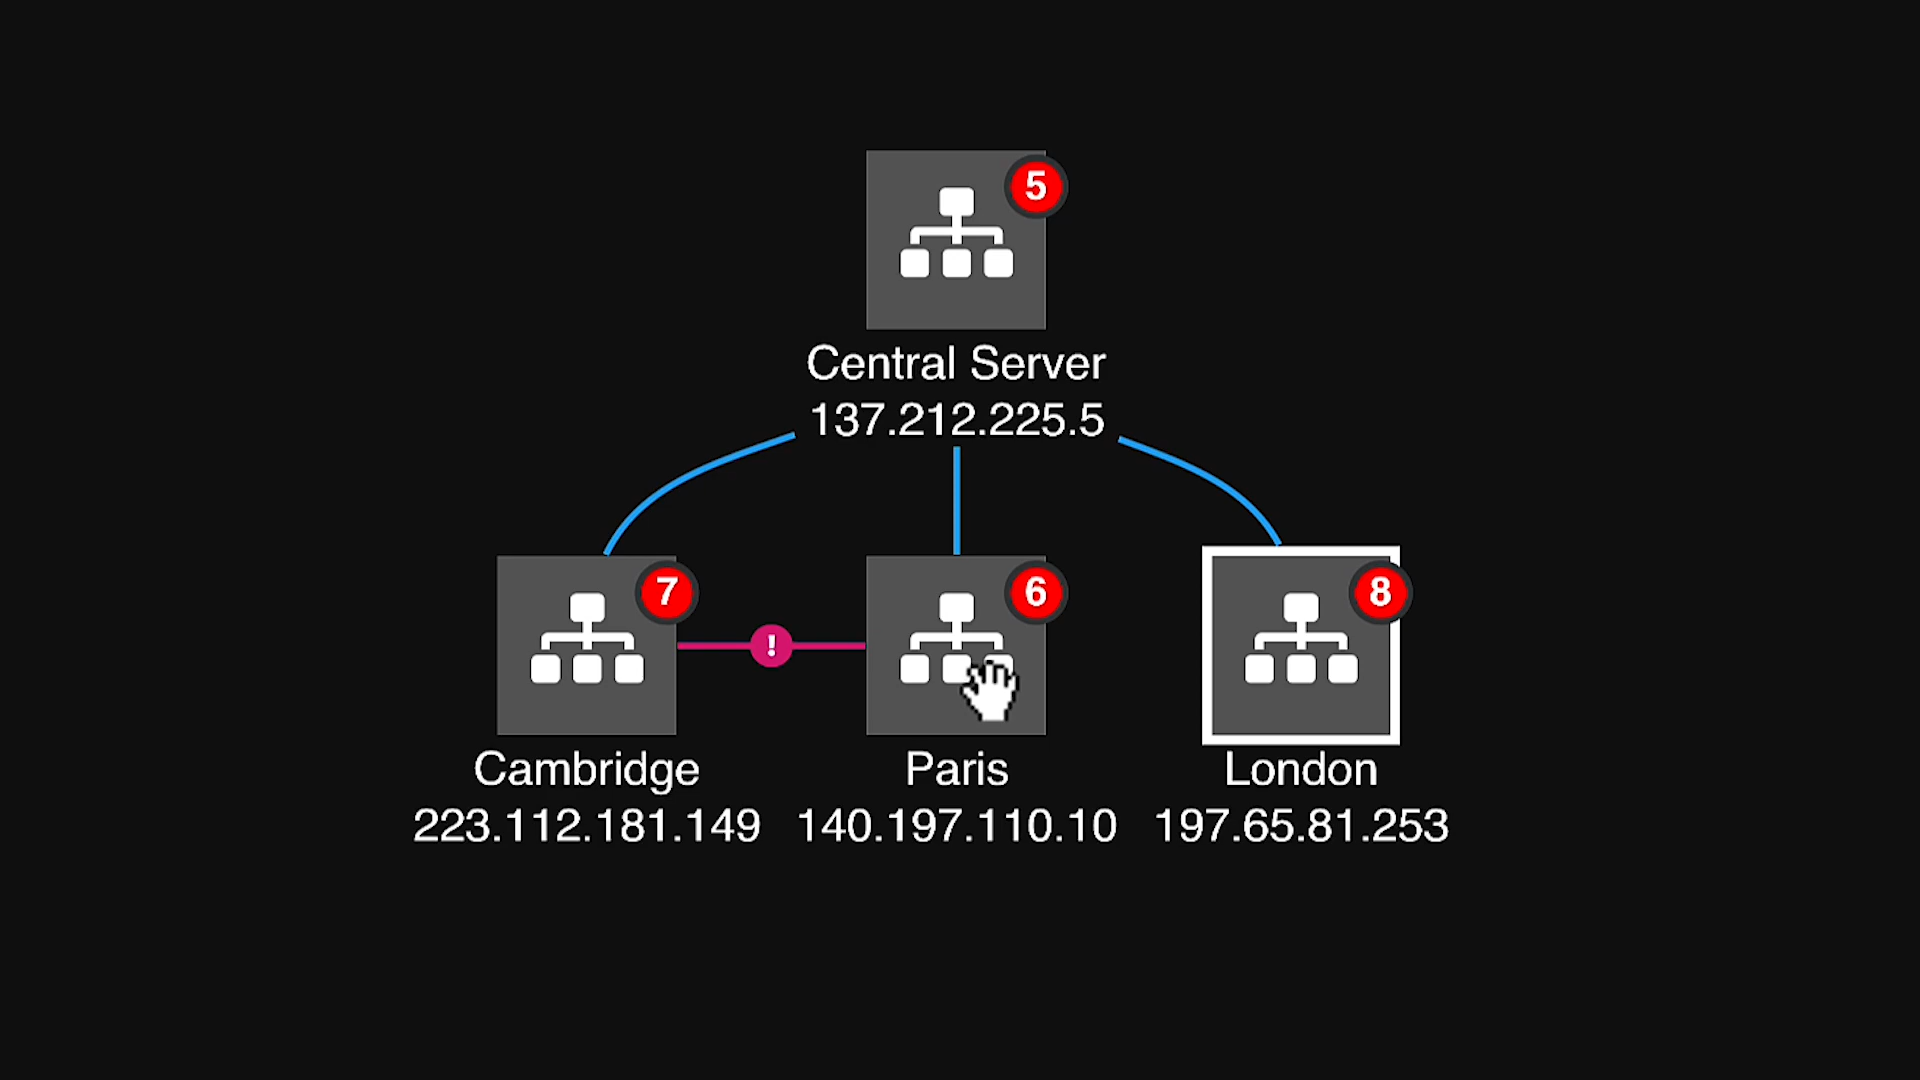 5
Central Server
137.212.225.5
7
!
6
8
Cambridge
Paris
London
223.112.181.149
140.197.110.10
197.65.81.253